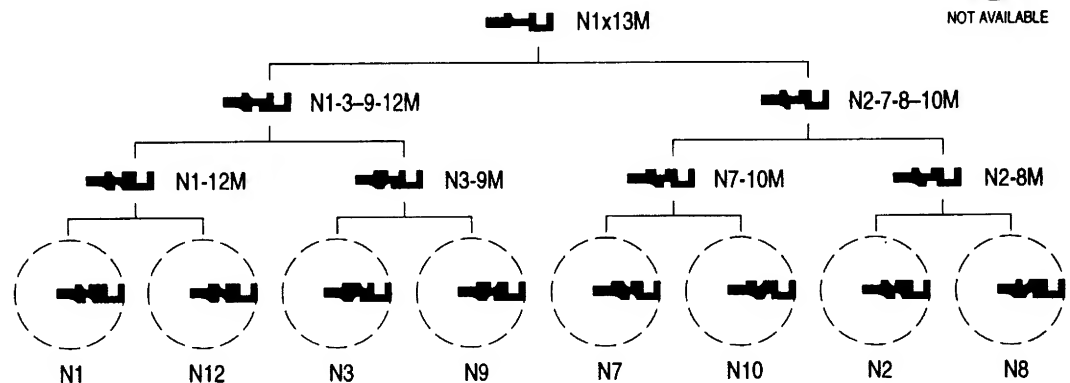 NOT AVAILABLE
N1x13M
N1-3–9-12M
N2-7-8–10M
N1-12M
N3-9M
N7-10M
N2-8M
N1
N12
N3
N9
N7
N10
N2
N8